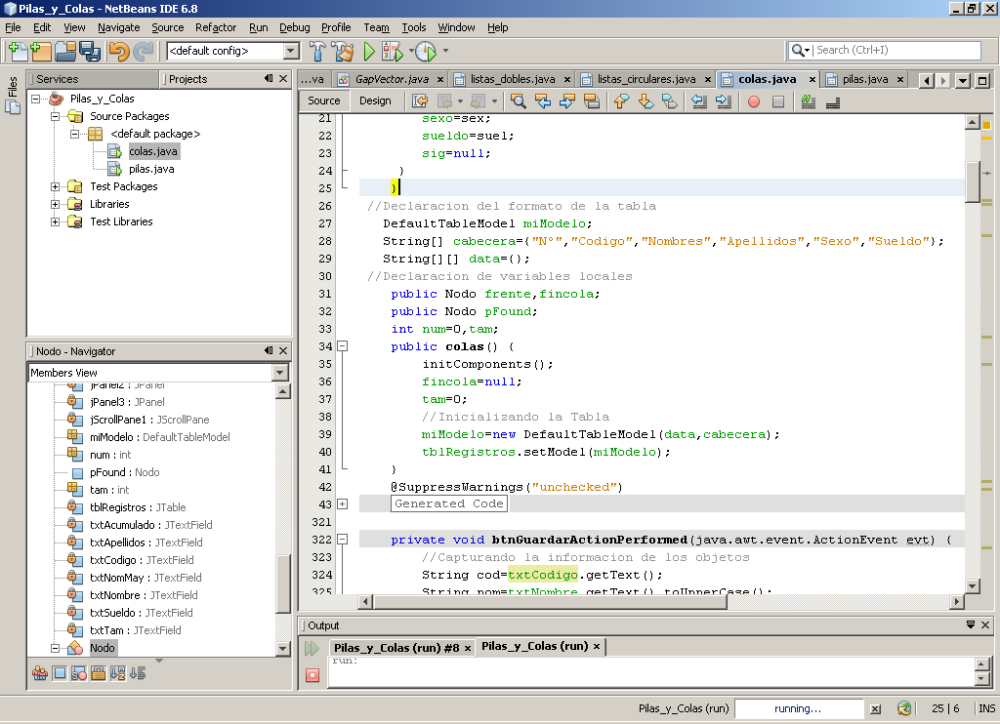 Pilas_y_Colas - NetBeans IDE 6.8
File Edit View Navigate Source Refactor Run Debug Profile Team Tools Window Help
<default config>
Search (Ctrl+I)
Files
Services
Projects
Pilas_y_Colas
Source Packages
<default package>
colas.java
pilas.java
Test Packages
Libraries
Test Libraries
Nodo - Navigator
Members View
jPanel2 : JPanel
jPanel3 : JPanel
jScrollPane1 : JScrollPane
miModelo : DefaultTableModel
num : int
pFound : Nodo
tam : int
tblRegistros : JTable
txtAcumulado : JTextField
txtApellidos : JTextField
txtCodigo : JTextField
txtNomMay : JTextField
txtNombre : JTextField
txtSueldo : JTextField
txtTam : JTextField
Nodo
...va GapVector.java listas_dobles.java listas_circulares.java colas.java pilas.java
Source Design
21 sexo=sex;
22 sueldo=suel;
23 sig=null;
24 }
25 }
26 //Declaracion del formato de la tabla
27 DefaultTableModel miModelo;
28 String[] cabecera={"N°","Codigo","Nombres","Apellidos","Sexo","Sueldo"};
29 String[][] data={};
30 //Declaracion de variables locales
31 public Nodo frente,fincola;
32 public Nodo pFound;
33 int num=0,tam;
34 public colas() {
35 initComponents();
36 fincola=null;
37 tam=0;
38 //Inicializando la Tabla
39 miModelo=new DefaultTableModel(data,cabecera);
40 tblRegistros.setModel(miModelo);
41 }
42 @SuppressWarnings("unchecked")
43 Generated Code
321
322 private void btnGuardarActionPerformed(java.awt.event.ActionEvent evt) {
323 //Capturando la informacion de los objetos
324 String cod=txtCodigo.getText();
325 String nom=txtNombre.getText().toUpperCase();
Output
Pilas_y_Colas (run) #8 Pilas_y_Colas (run)
run:
Pilas_y_Colas (run) running... 25 | 6 INS